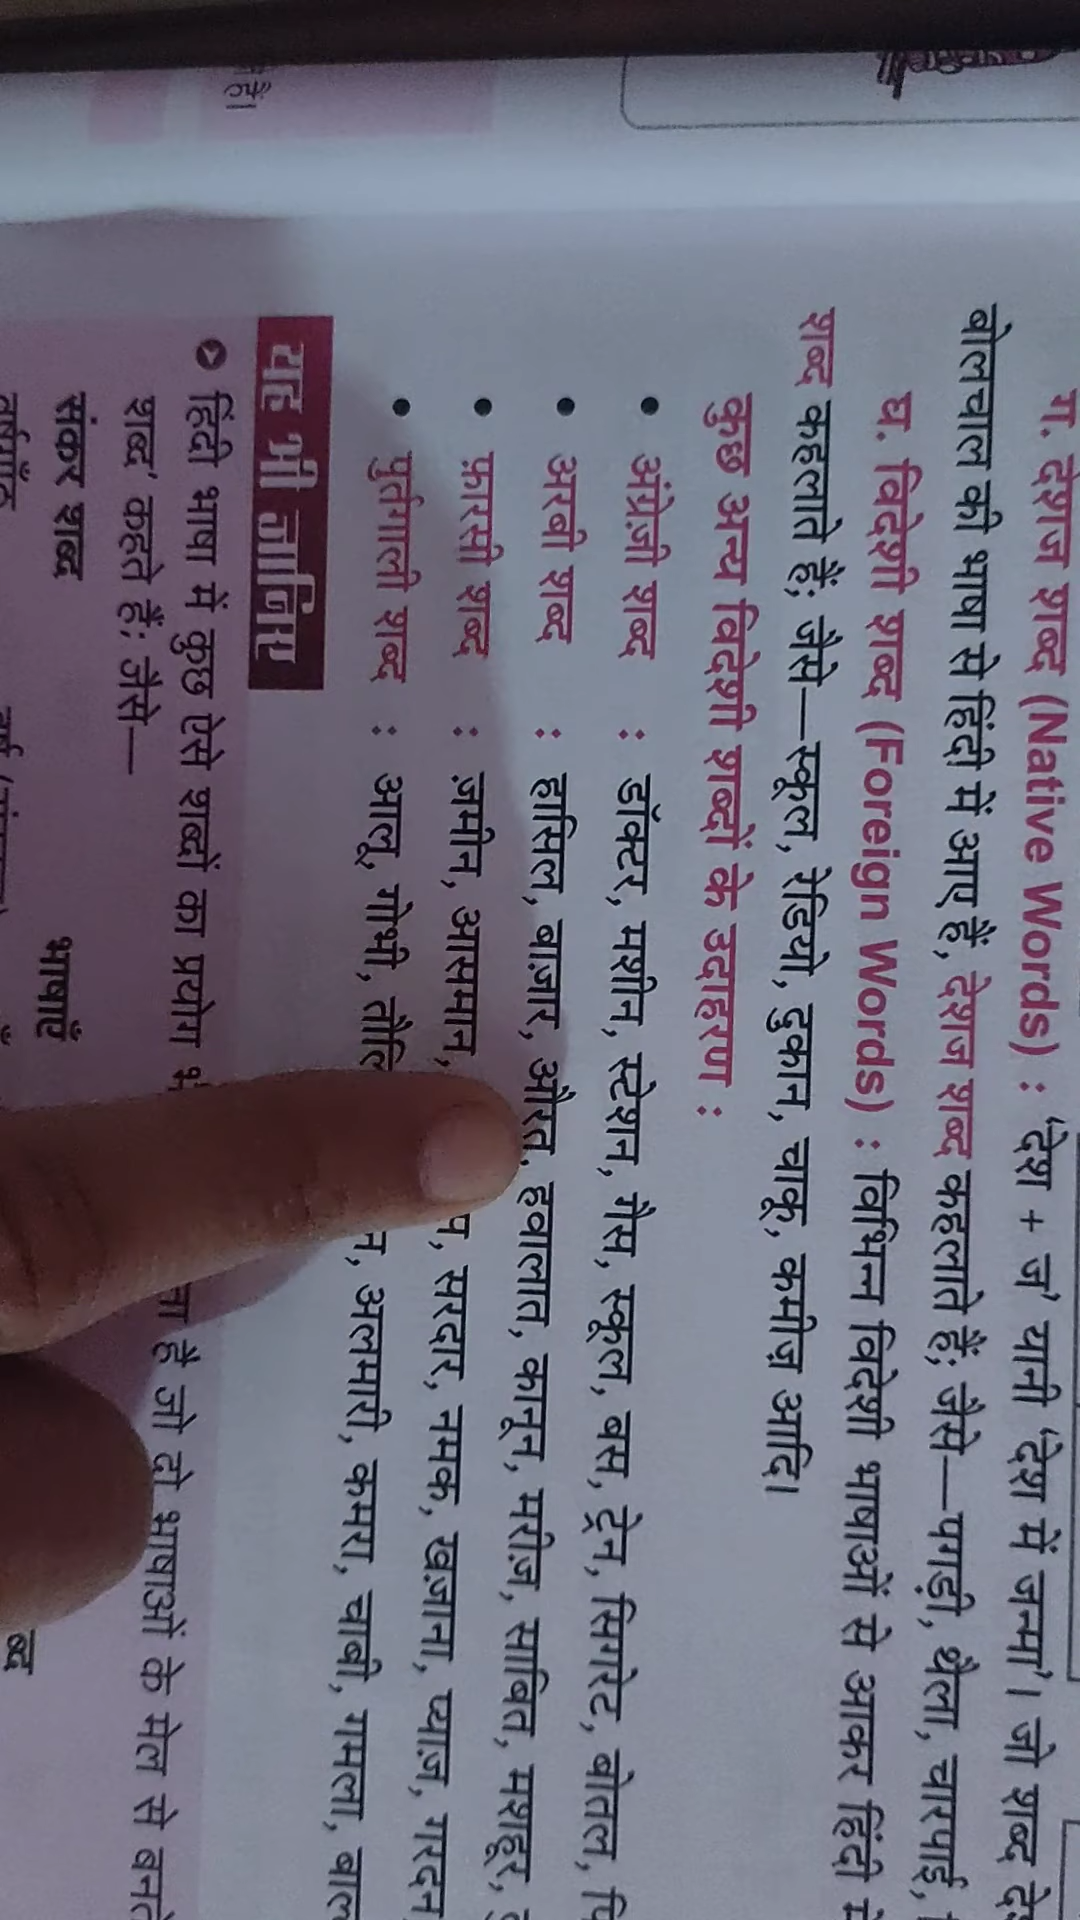 ग. देशज शब्द (Native Words) : 'देश + ज' यानी 'देश में जन्मा'। जो शब्द
बोलचाल की भाषा से हिंदी में आए हैं, देशज शब्द कहलाते हैं; जैसे—पगड़ी, थैला, चारपाई,
घ. विदेशी शब्द (Foreign Words) : विभिन्न विदेशी भाषाओं से आकर हिंदी
शब्द कहलाते हैं; जैसे—स्कूल, रेडियो, दुकान, चाकू, कमीज़ आदि।
कुछ अन्य विदेशी शब्दों के उदाहरण :
• अंग्रेज़ी शब्द : डॉक्टर, मशीन, स्टेशन, गैस, स्कूल, बस, ट्रेन, सिगरेट, बोतल,
• अरबी शब्द : हासिल, बाज़ार, औरत, हवालात, कानून, मरीज़, साबित, मशहूर,
• फ़ारसी शब्द : ज़मीन, आसमान, सरदार, नमक, खज़ाना, प्याज़, गरदन
• पुर्तगाली शब्द : आलू, गोभी, अलमारी, कमरा, चाबी, गमला,
यह भी जानिए
हिंदी भाषा में कुछ ऐसे शब्दों का प्रयोग है जो दो भाषाओं के मेल से
शब्द' कहते हैं; जैसे—
संकर शब्द भाषाएँ